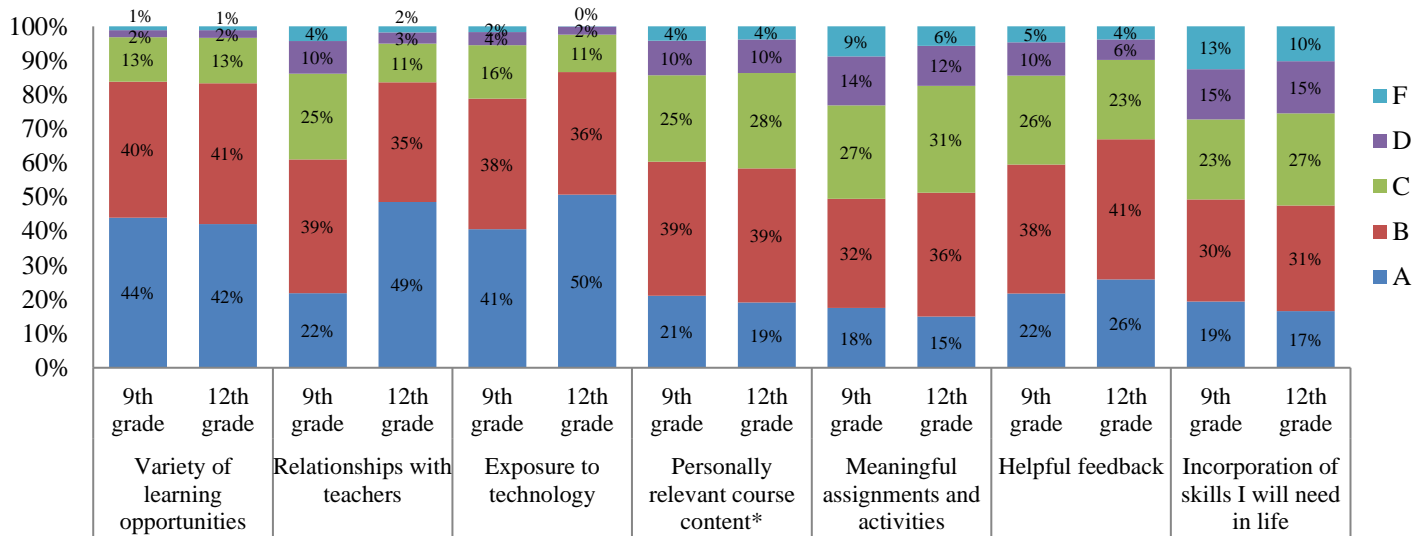 1% 1% 2% 0%
100% 2% 2% 4% 3% 2% 4% 2% 4% 4% 9% 6% 5% 4% 13% 10%
90% 13% 13% 10% 11% 16% 11% 10% 10% 14% 12% 10% 6% 15% 15% F
80% 25% 25% 28% 27% 31% 26% 23% 23% 27% D
70% 40% 41% 35% 38% 36% C
60% 39% 39% 39% 32% 36% 38% 41% 30% 31% B
50% 44% 42% 49% 41% 50% A
40% 22% 21% 19% 18% 15% 22% 26% 19% 17%
30%
20%
10%
0%
9th 12th 9th 12th 9th 12th 9th 12th 9th 12th 9th 12th 9th 12th
grade grade grade grade grade grade grade grade grade grade grade grade grade grade
Variety of Relationships with Exposure to Personally Meaningful Helpful feedback Incorporation of
learning teachers technology relevant course assignments and skills I will need
opportunities content* activities in life